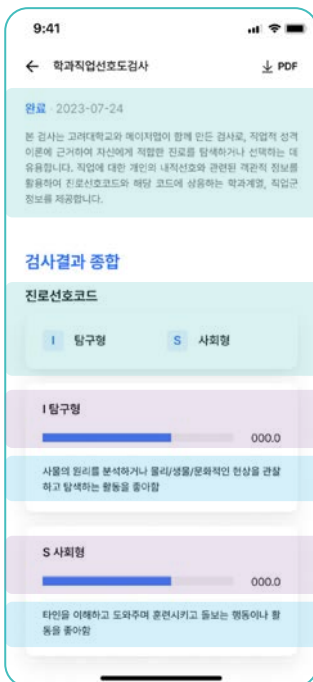 9:41
← 학과직업선호도검사 PDF
완료 · 2023-07-24
본 검사는 고려대학교와 메이저맵이 함께 만든 검사로, 직업적 성격
이론에 근거하여 자신에게 적합한 진로를 탐색하거나 선택하는 데
유용합니다. 직업에 대한 개인의 내적선호와 관련된 객관적 정보를
활용하여 진로선호코드와 해당 코드에 상응하는 학과계열, 직업군
정보를 제공합니다.
검사결과 종합
진로선호코드
I 탐구형 S 사회형
I 탐구형
000.0
사물의 원리를 분석하거나 물리/생물/문화적인 현상을 관찰
하고 탐색하는 활동을 좋아함
S 사회형
000.0
타인을 이해하고 도와주며 훈련시키고 돌보는 행동이나 활
동을 좋아함